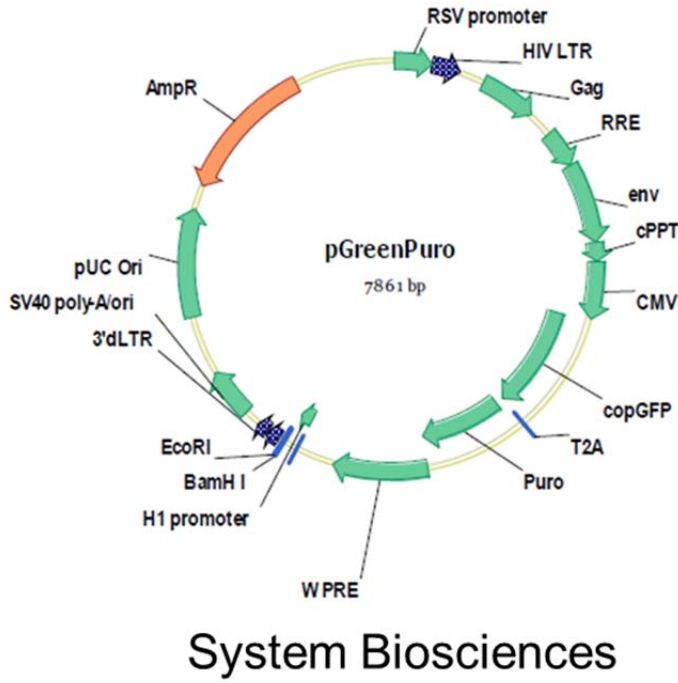 RSV promoter
HIV LTR
Gag
RRE
env
cPPT
CMV
copGFP
T2A
Puro
WPRE
H1 promoter
BamH I
EcoRI
3'dLTR
SV40 poly-A/ori
pUC Ori
AmpR
pGreenPuro
7861 bp
System Biosciences